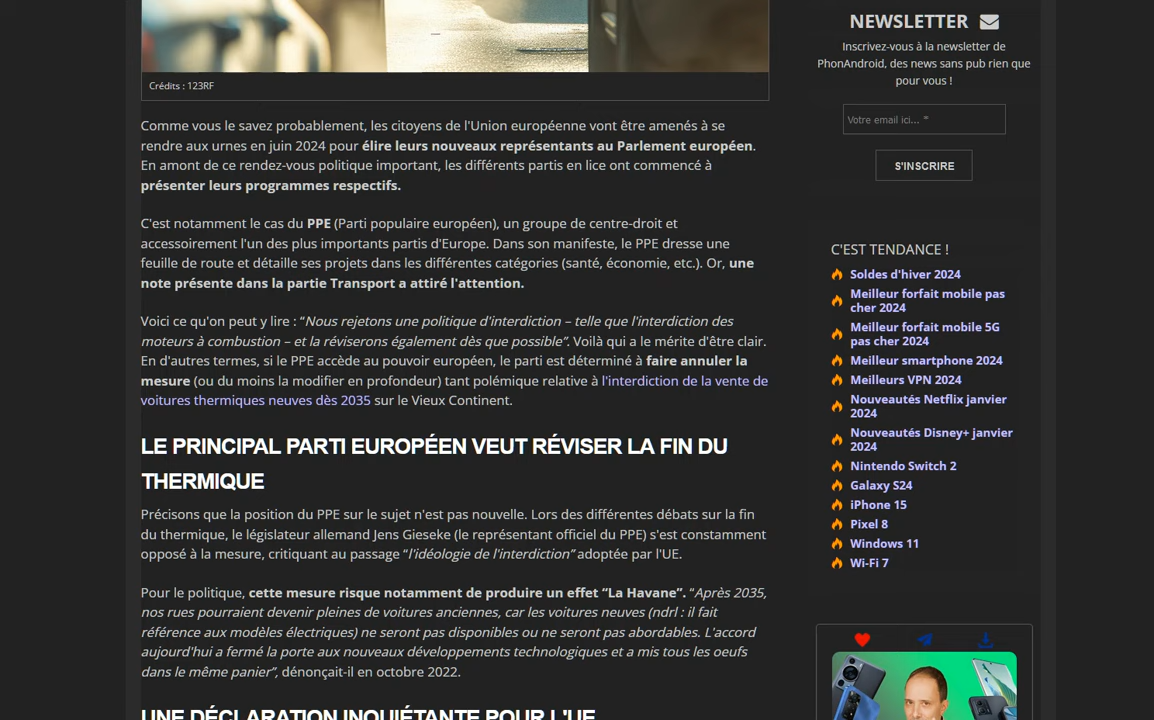 Crédits : 123RF
Comme vous le savez probablement, les citoyens de l'Union européenne vont être amenés à se
rendre aux urnes en juin 2024 pour élire leurs nouveaux représentants au Parlement européen.
En amont de ce rendez-vous politique important, les différents partis en lice ont commencé à
présenter leurs programmes respectifs.
C'est notamment le cas du PPE (Parti populaire européen), un groupe de centre-droit et
accessoirement l'un des plus importants partis d'Europe. Dans son manifeste, le PPE dresse une
feuille de route et détaille ses projets dans les différentes catégories (santé, économie, etc.). Or, une
note présente dans la partie Transport a attiré l'attention.
Voici ce qu'on peut y lire : “Nous rejetons une politique d'interdiction – telle que l'interdiction des
moteurs à combustion – et la réviserons également dès que possible”. Voilà qui a le mérite d'être clair.
En d'autres termes, si le PPE accède au pouvoir européen, le parti est déterminé à faire annuler la
mesure (ou du moins la modifier en profondeur) tant polémique relative à l'interdiction de la vente de
voitures thermiques neuves dès 2035 sur le Vieux Continent.
LE PRINCIPAL PARTI EUROPÉEN VEUT RÉVISER LA FIN DU
THERMIQUE
Précisons que la position du PPE sur le sujet n'est pas nouvelle. Lors des différentes débats sur la fin
du thermique, le législateur allemand Jens Gieseke (le représentant officiel du PPE) s'est constamment
opposé à la mesure, critiquant au passage “l'idéologie de l'interdiction” adoptée par l'UE.
Pour le politique, cette mesure risque notamment de produire un effet “La Havane”. “Après 2035,
nos rues pourraient devenir pleines de voitures anciennes, car les voitures neuves (ndrl : il fait
référence aux modèles électriques) ne seront pas disponibles ou ne seront pas abordables. L'accord
aujourd'hui a fermé la porte aux nouveaux développements technologiques et a mis tous les oeufs
dans le même panier”, dénonçait-il en octobre 2022.
UNE DÉCLARATION INQUIÉTANTE POUR L'UE
NEWSLETTER
Inscrivez-vous à la newsletter de
PhonAndroid, des news sans pub rien que
pour vous !
Votre email ici... *
S'INSCRIRE
C'EST TENDANCE !
Soldes d'hiver 2024
Meilleur forfait mobile pas
cher 2024
Meilleur forfait mobile 5G
pas cher 2024
Meilleur smartphone 2024
Meilleurs VPN 2024
Nouveautés Netflix janvier
2024
Nouveautés Disney+ janvier
2024
Nintendo Switch 2
Galaxy S24
iPhone 15
Pixel 8
Windows 11
Wi-Fi 7